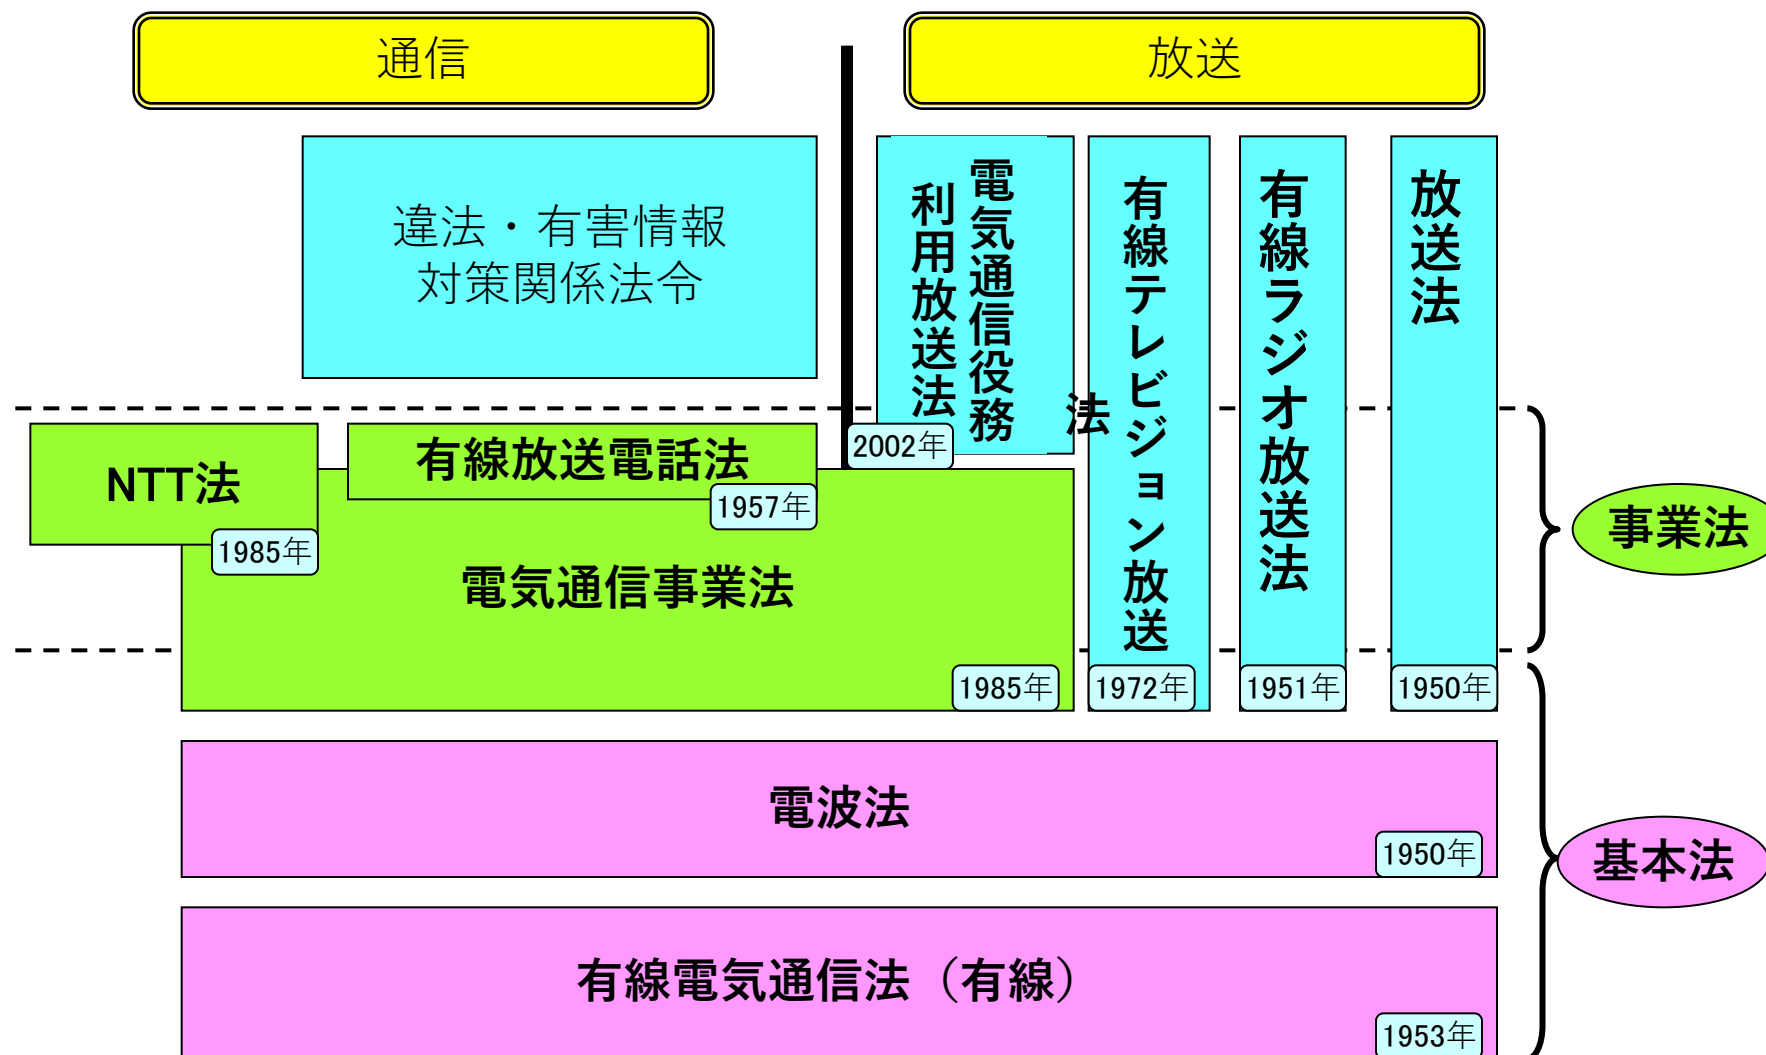 通信
放送
違法・有害情報
対策関係法令
電気通信役務
利用放送法
2002年
有線テレビジョン放送
法
1972年
有線ラジオ放送法
1951年
放送法
1950年
NTT法
1985年
有線放送電話法
1957年
電気通信事業法
1985年
事業法
電波法
1950年
基本法
有線電気通信法（有線）
1953年